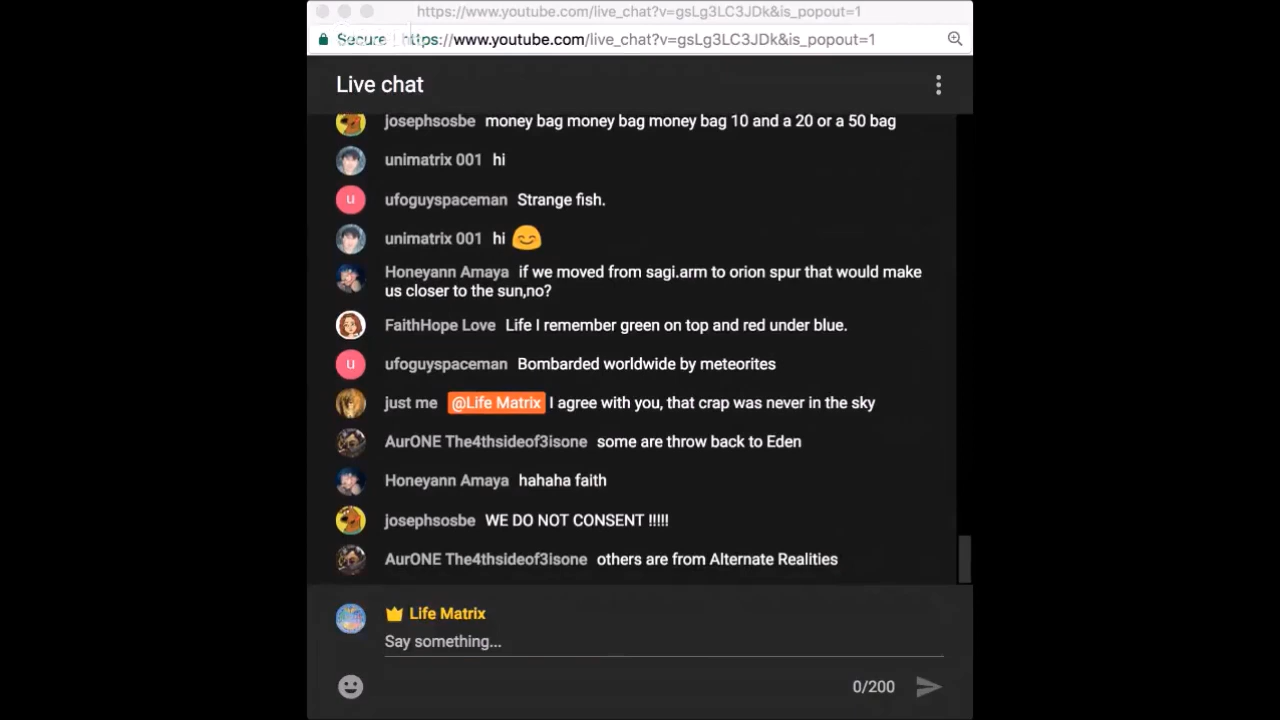 https://www.youtube.com/live_chat?v=gsLg3LC3JDk&is_popout=1
Secure https://www.youtube.com/live_chat?v=gsLg3LC3JDk&is_popout=1
Live chat
josephsosbe money bag money bag money bag 10 and a 20 or a 50 bag
unimatrix 001 hi
u ufoguyspaceman Strange fish.
unimatrix 001 hi 😊
Honeyann Amaya if we moved from sagi.arm to orion spur that would make
us closer to the sun,no?
FaithHope Love Life I remember green on top and red under blue.
u ufoguyspaceman Bombarded worldwide by meteorites
just me @Life Matrix I agree with you, that crap was never in the sky
AurONE The4thsideof3isone some are throw back to Eden
Honeyann Amaya hahaha faith
josephsosbe WE DO NOT CONSENT !!!!!
AurONE The4thsideof3isone others are from Alternate Realities
Life Matrix
Say something...
0/200